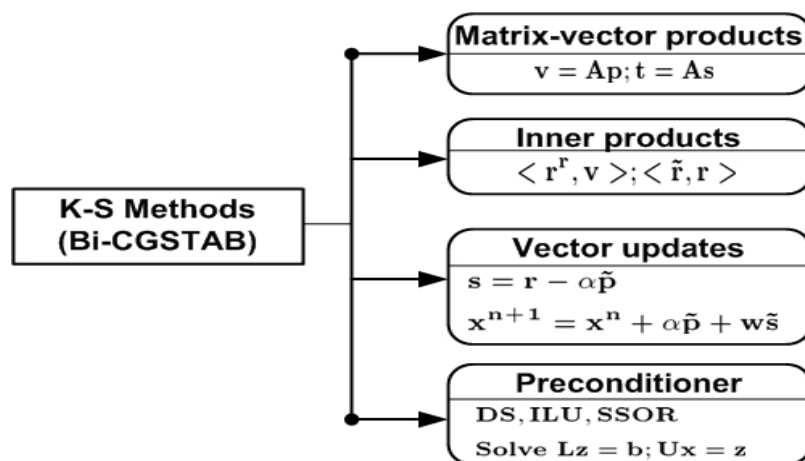 K-S Methods
(Bi-CGSTAB)
Matrix-vector products
v = Ap; t = As
Inner products
< r^r, v >; < r̃, r >
Vector updates
s = r − αp̃
x^{n+1} = x^n + αp̃ + ws̃
Preconditioner
DS, ILU, SSOR
Solve Lz = b; Ux = z